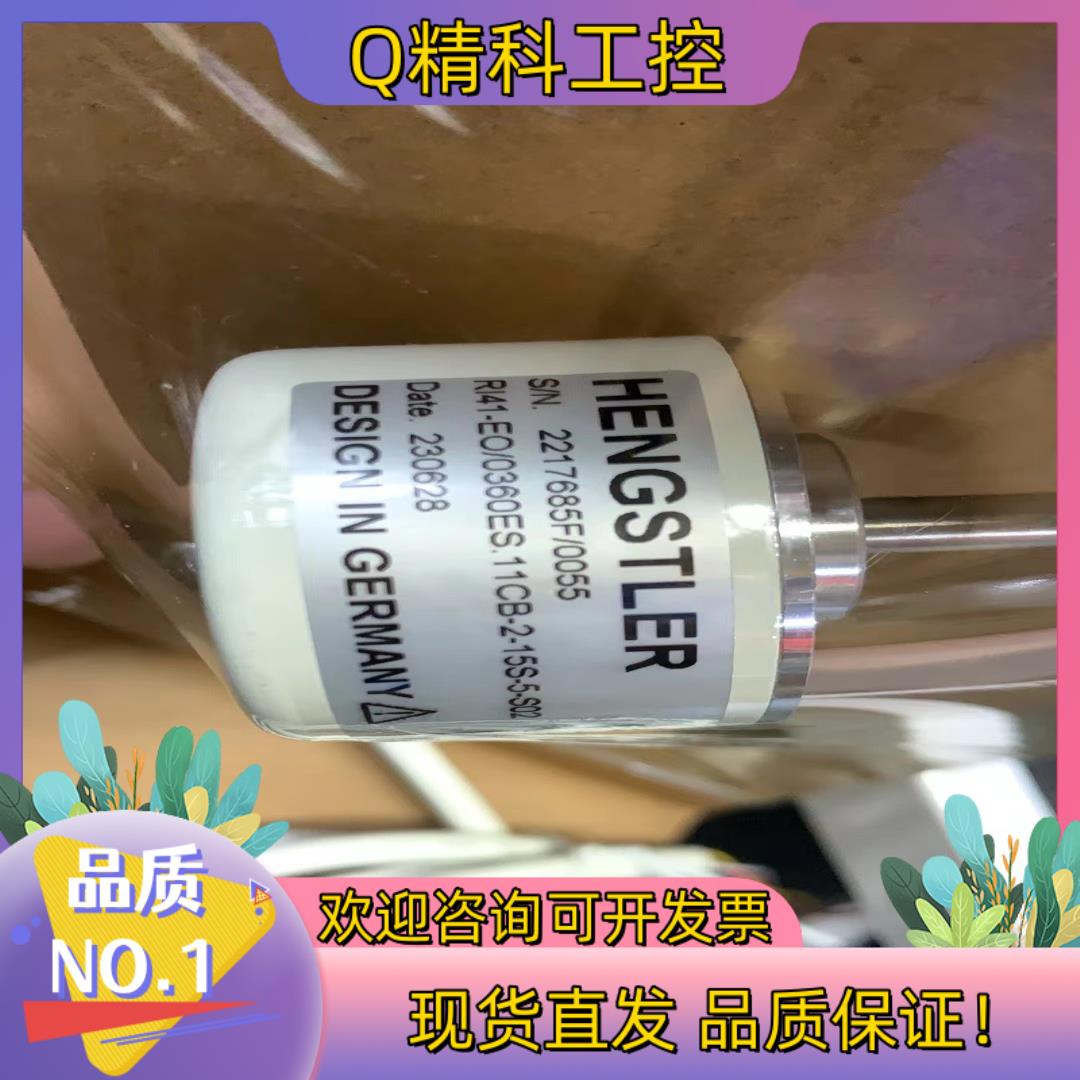 Q精科工控
HENGSTLER
S/N. 2217685F/0055
RI41-EO/0360ES.11CB-2-15S-5-S02
Date. 230628
DESIGN IN GERMANY
品质
NO.1
欢迎咨询可开发票
现货直发 品质保证!